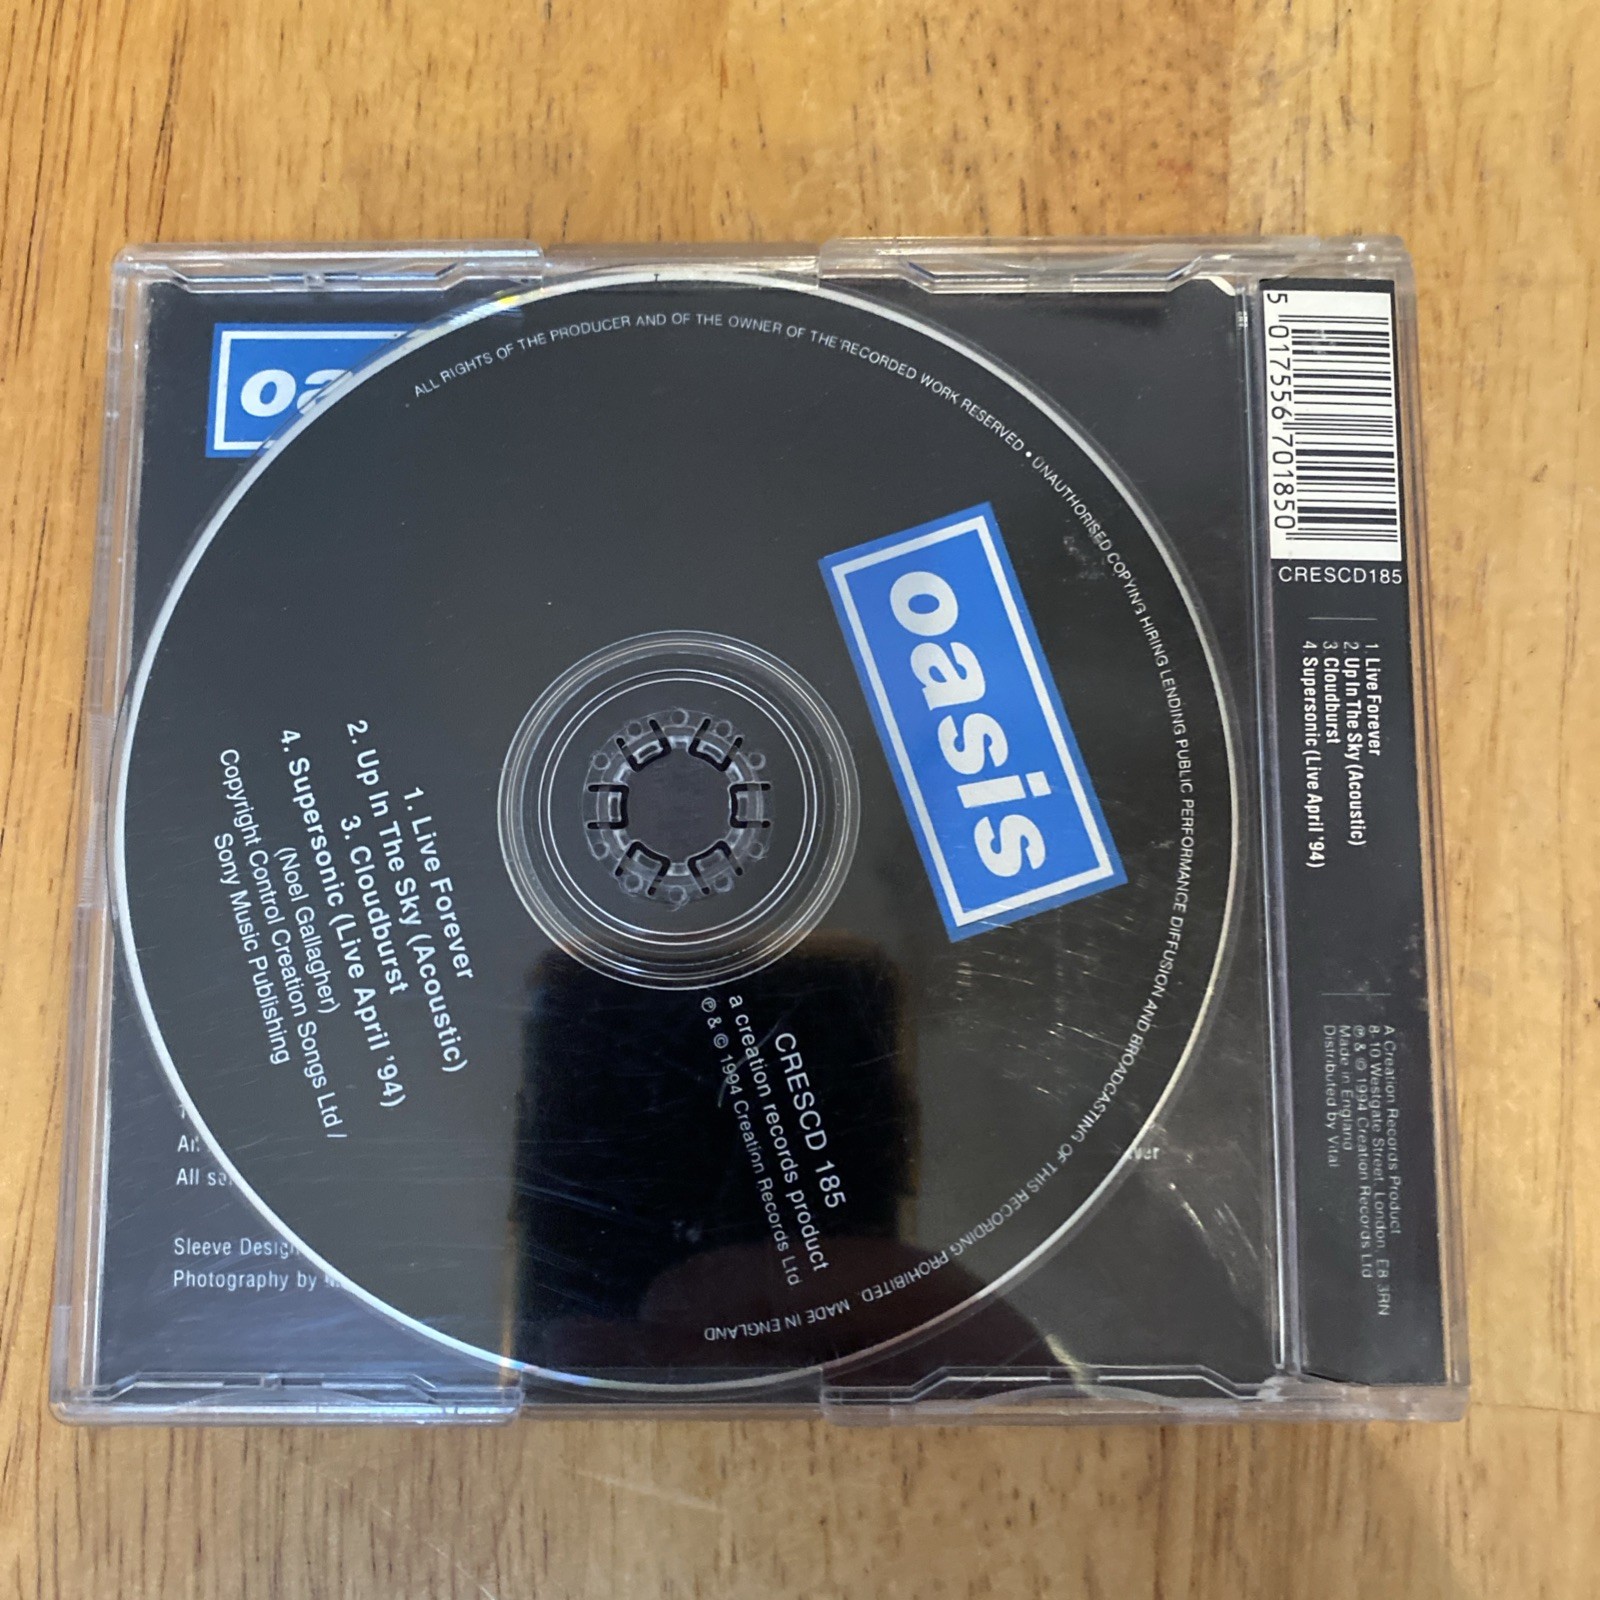 oa
ALL RIGHTS OF THE PRODUCER AND OF THE OWNER OF THE RECORDED WORK RESERVED • UNAUTHORISED COPYING HIRING LENDING PUBLIC PERFORMANCE DIFFUSION AND BROADCASTING OF THIS RECORDING PROHIBITED. MADE IN ENGLAND
oasis
1. Live Forever
2. Up In The Sky (Acoustic)
3. Cloudburst
4. Supersonic (Live April '94)
(Noel Gallagher)
Copyright Control Creation Songs Ltd /
Sony Music Publishing
CRESCD 185
a creation records product
℗ & © 1994 Creation Records Ltd
All
Sleeve Design
Photography by
5 017556 701850
CRESCD185
1. Live Forever
2. Up In The Sky (Acoustic)
3. Cloudburst
4. Supersonic (Live April '94)
A Creation Records Product
8-10 Westgate Street, London, E8 3RN
℗ & © 1994 Creation Records Ltd
Made in England
Distributed by Vital